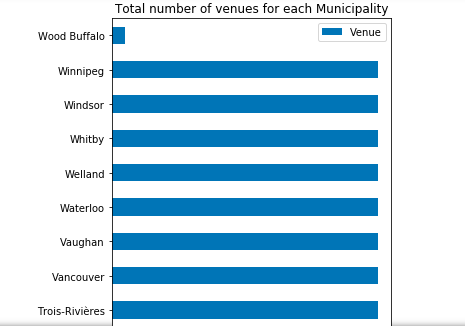 Total number of venues for each Municipality
Venue
Wood Buffalo
Winnipeg
Windsor
Whitby
Welland
Waterloo
Vaughan
Vancouver
Trois-Rivières